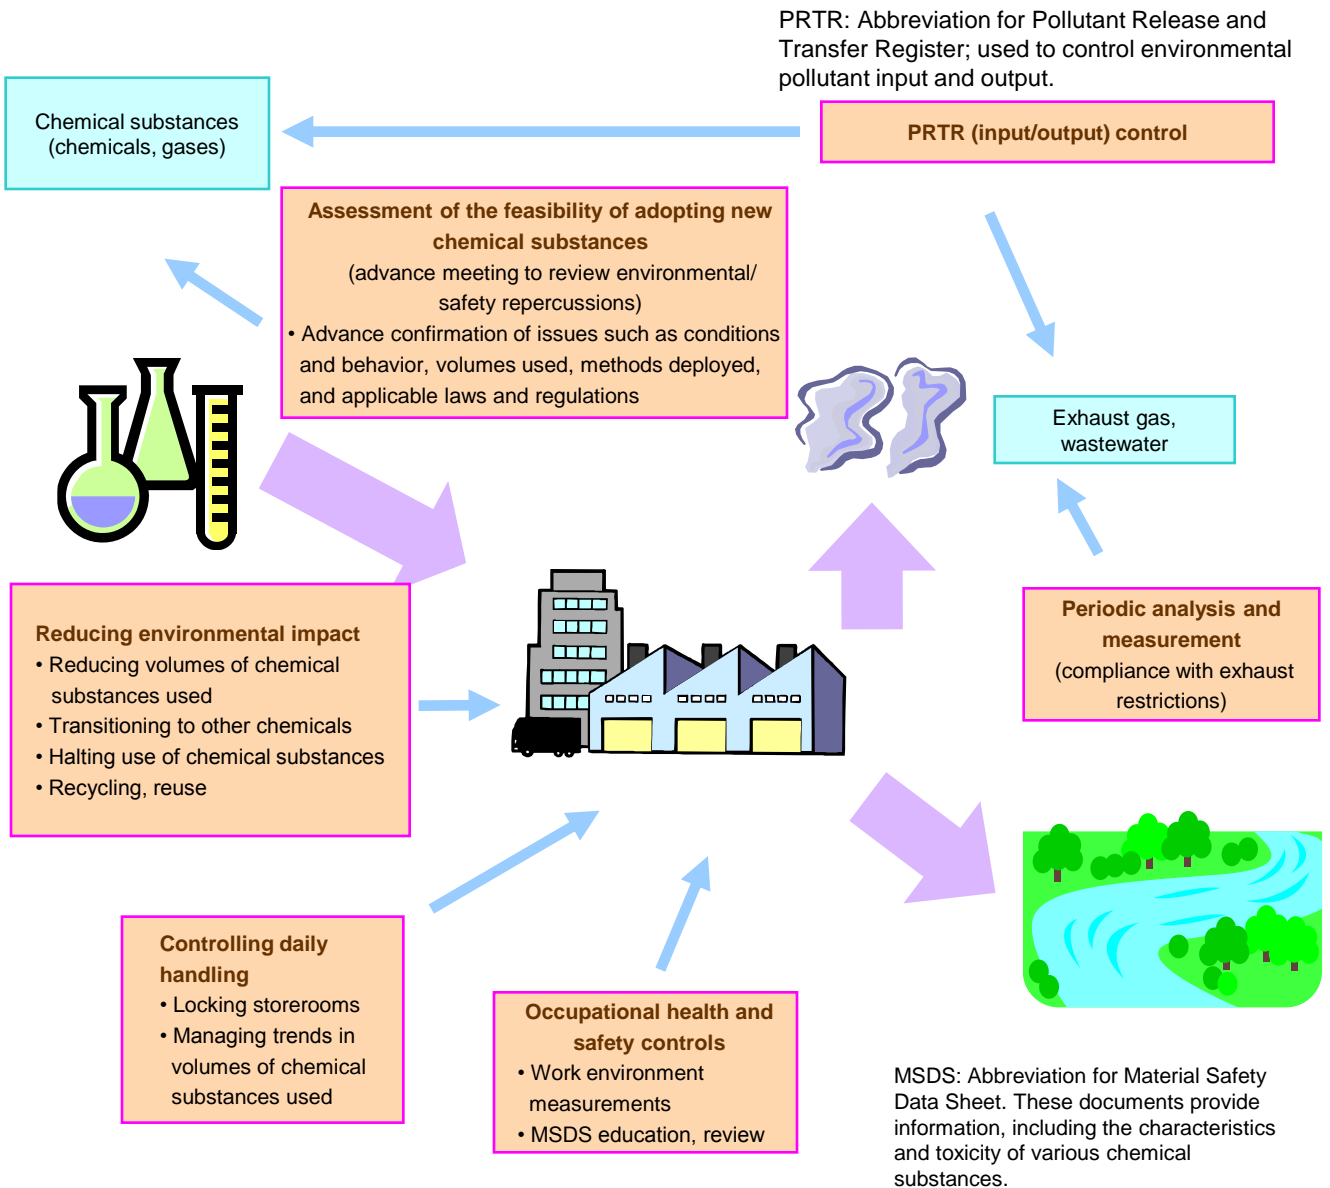 PRTR: Abbreviation for Pollutant Release and
Transfer Register; used to control environmental
pollutant input and output.
Chemical substances
(chemicals, gases)
PRTR (input/output) control
Assessment of the feasibility of adopting new
chemical substances
(advance meeting to review environmental/
safety repercussions)
• Advance confirmation of issues such as conditions
and behavior, volumes used, methods deployed,
and applicable laws and regulations
Exhaust gas,
wastewater
Periodic analysis and
measurement
(compliance with exhaust
restrictions)
Reducing environmental impact
• Reducing volumes of chemical
substances used
• Transitioning to other chemicals
• Halting use of chemical substances
• Recycling, reuse
Controlling daily
handling
• Locking storerooms
• Managing trends in
volumes of chemical
substances used
Occupational health and
safety controls
• Work environment
measurements
• MSDS education, review
MSDS: Abbreviation for Material Safety
Data Sheet. These documents provide
information, including the characteristics
and toxicity of various chemical
substances.